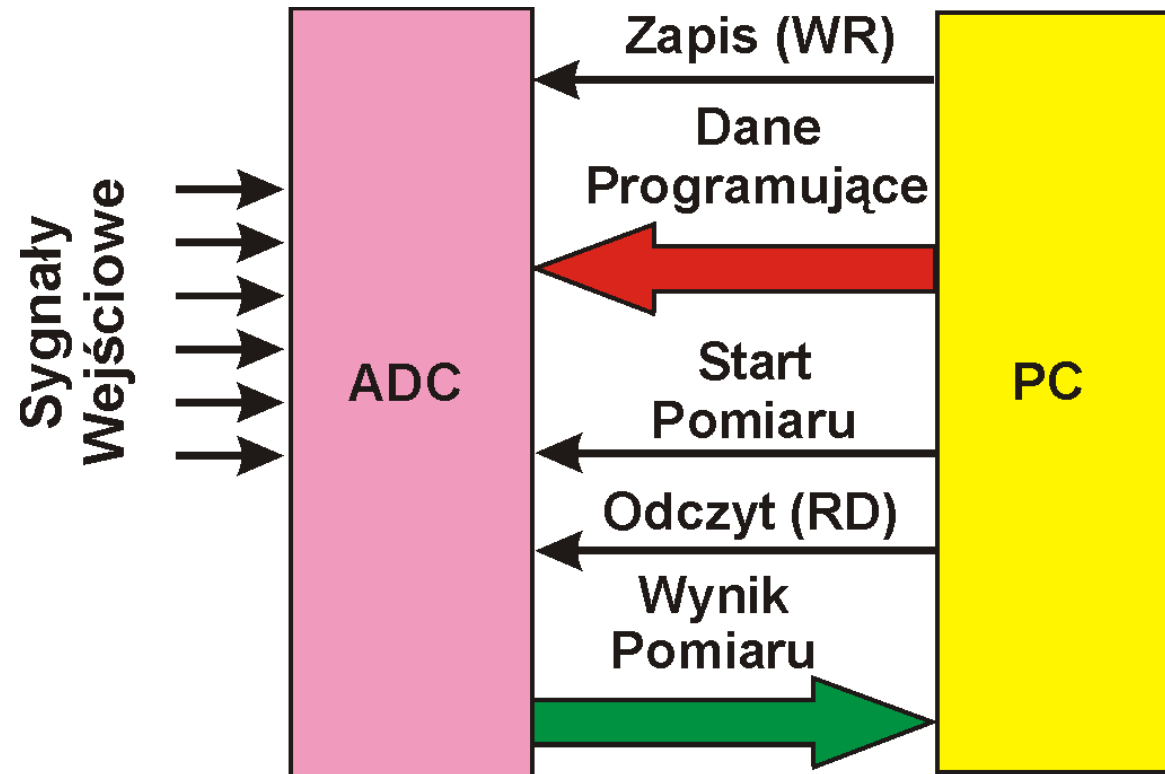 Sygnały
Wejściowe
ADC
Zapis (WR)
Dane
Programujące
Start
Pomiaru
Odczyt (RD)
Wynik
Pomiaru
PC